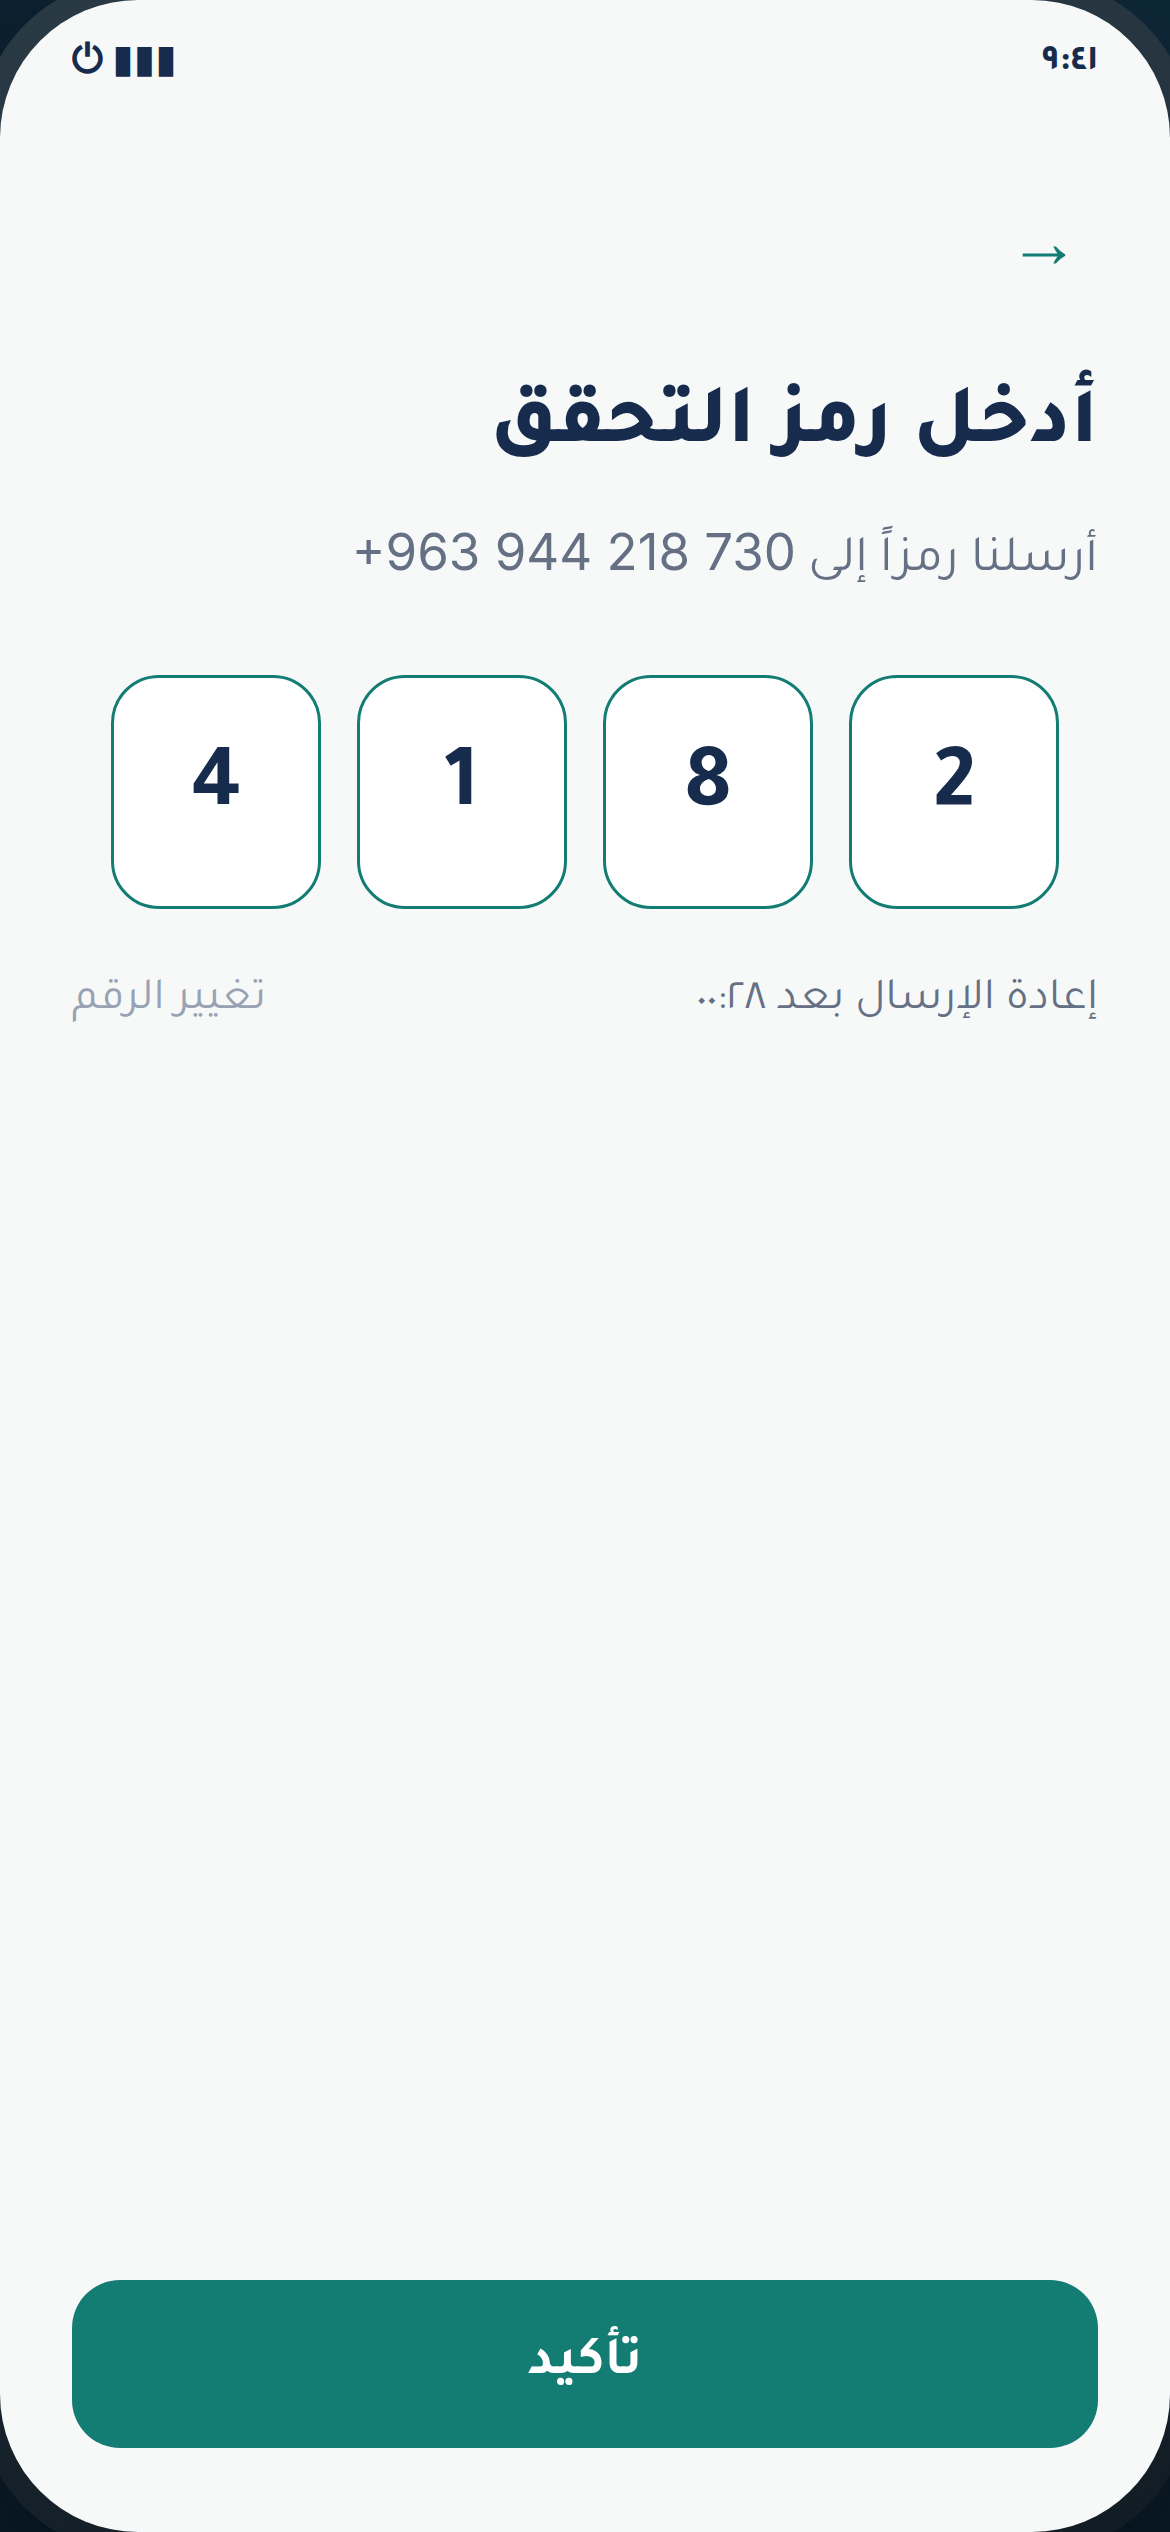 ٩:٤١
→
أدخل رمز التحقق
أرسلنا رمزاً إلى +963 944 218 730
4 1 8 2
إعادة الإرسال بعد ٠٠:٢٨
تغيير الرقم
تأكيد